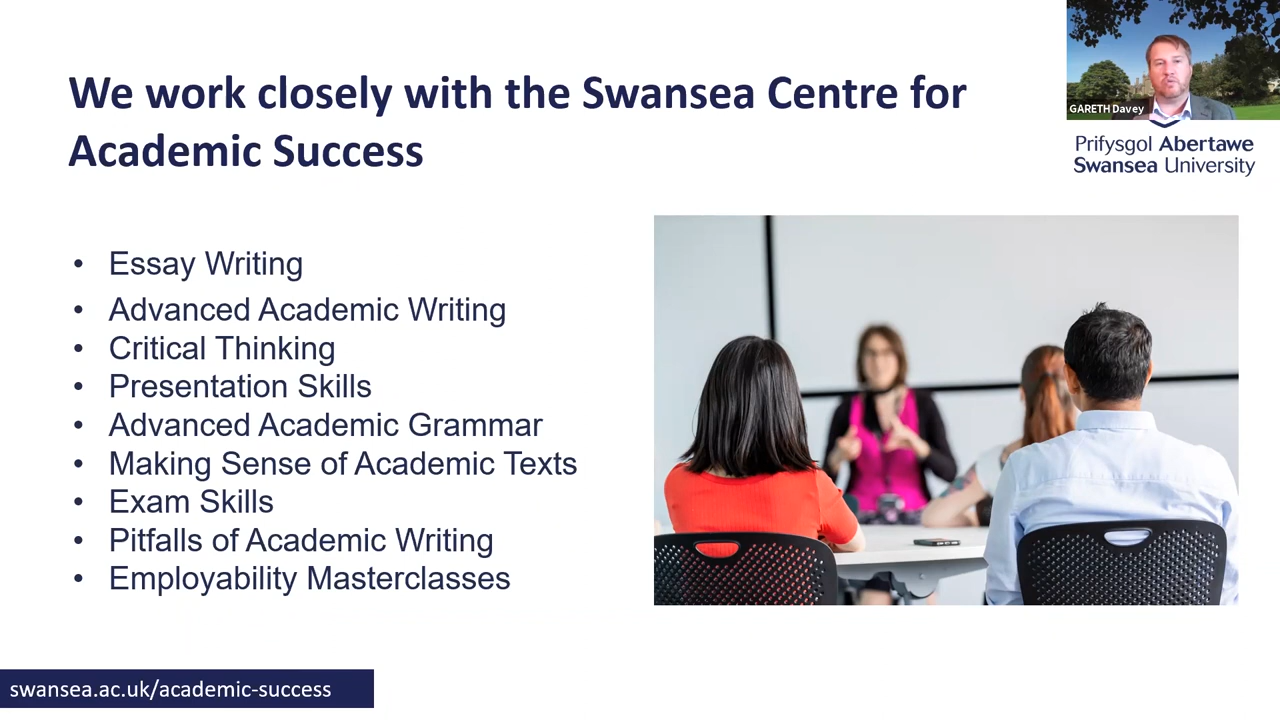 We work closely with the Swansea Centre for
Academic Success
GARETH Davey
Prifysgol Abertawe
Swansea University
• Essay Writing
• Advanced Academic Writing
• Critical Thinking
• Presentation Skills
• Advanced Academic Grammar
• Making Sense of Academic Texts
• Exam Skills
• Pitfalls of Academic Writing
• Employability Masterclasses
swansea.ac.uk/academic-success